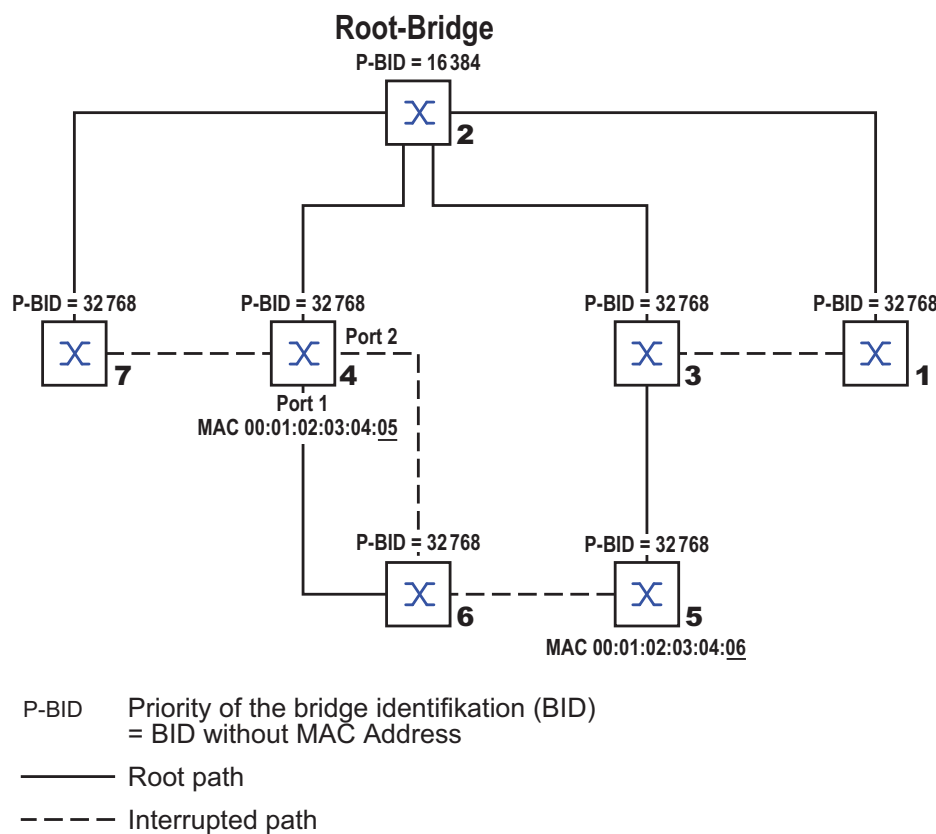 Root-Bridge
P-BID = 16 384
2
P-BID = 32 768
P-BID = 32 768
P-BID = 32 768
P-BID = 32 768
7
4
Port 2
3
1
Port 1
MAC 00:01:02:03:04:05
P-BID = 32 768
P-BID = 32 768
6
5
MAC 00:01:02:03:04:06
P-BID Priority of the bridge identifikation (BID)
= BID without MAC Address
Root path
Interrupted path